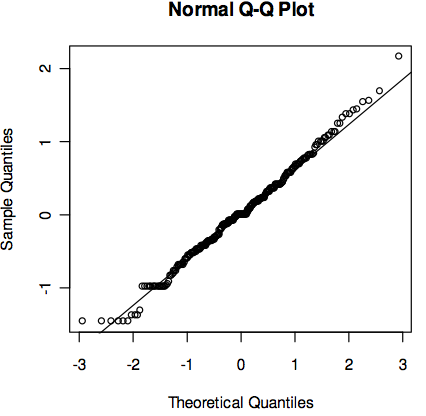 Normal Q-Q Plot
2
1
0
-1
Sample Quantiles
-3 -2 -1 0 1 2 3
Theoretical Quantiles